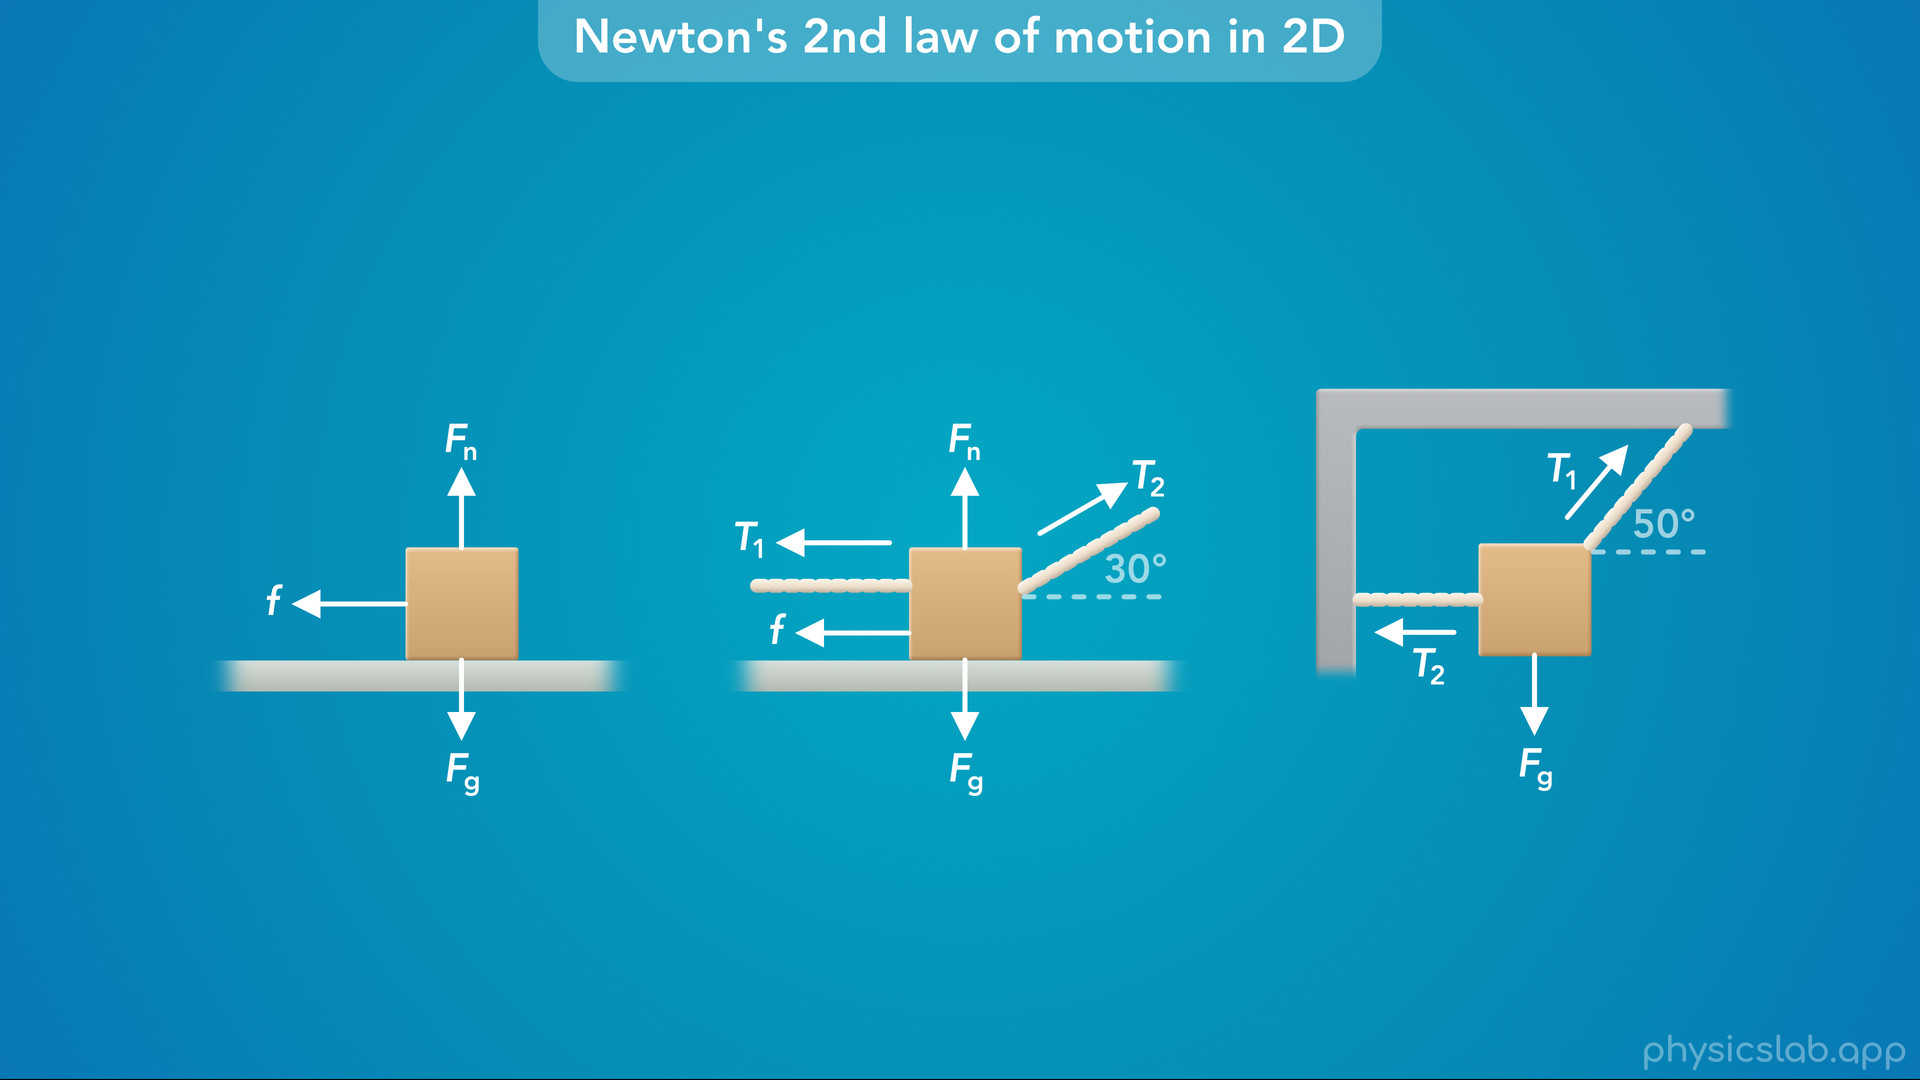 Newton's 2nd law of motion in 2D
Fn
f
Fg
Fn
T2
T1
30°
f
Fg
T1
50°
T2
Fg
physicslab.app